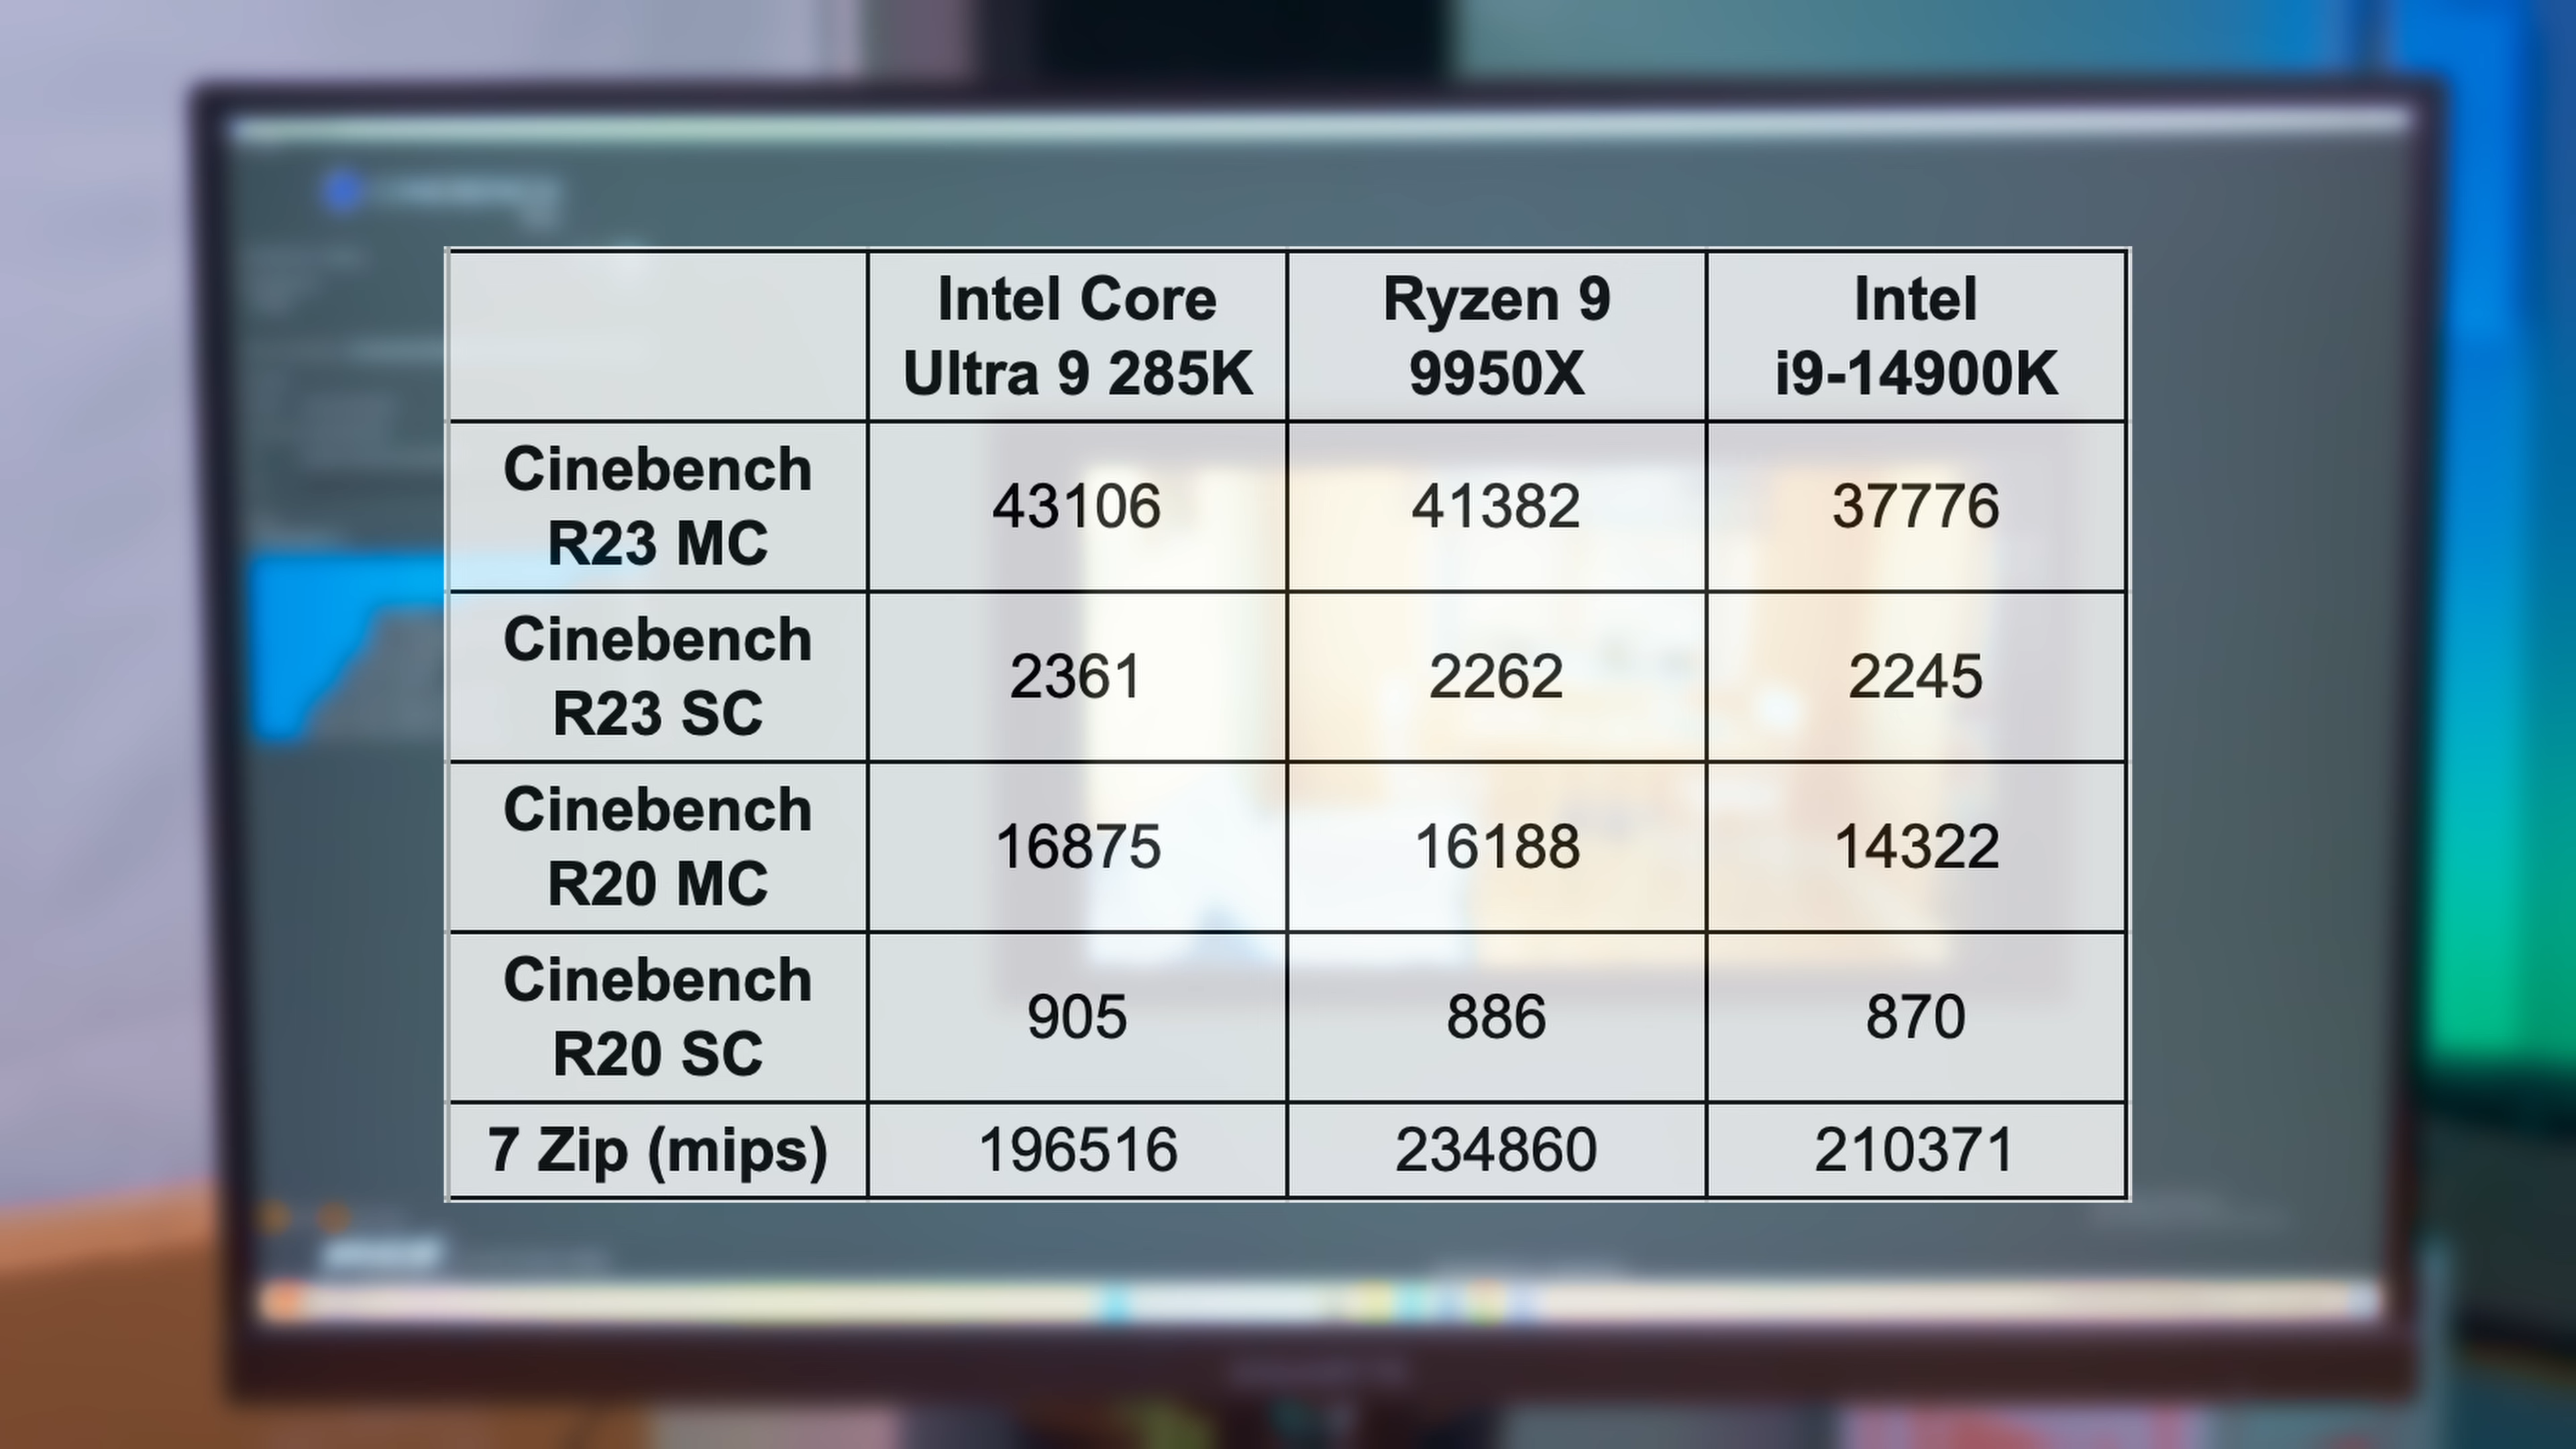 Intel Core
Ultra 9 285K
Ryzen 9
9950X
Intel
i9-14900K
Cinebench
R23 MC
43106
41382
37776
Cinebench
R23 SC
2361
2262
2245
Cinebench
R20 MC
16875
16188
14322
Cinebench
R20 SC
905
886
870
7 Zip (mips)
196516
234860
210371